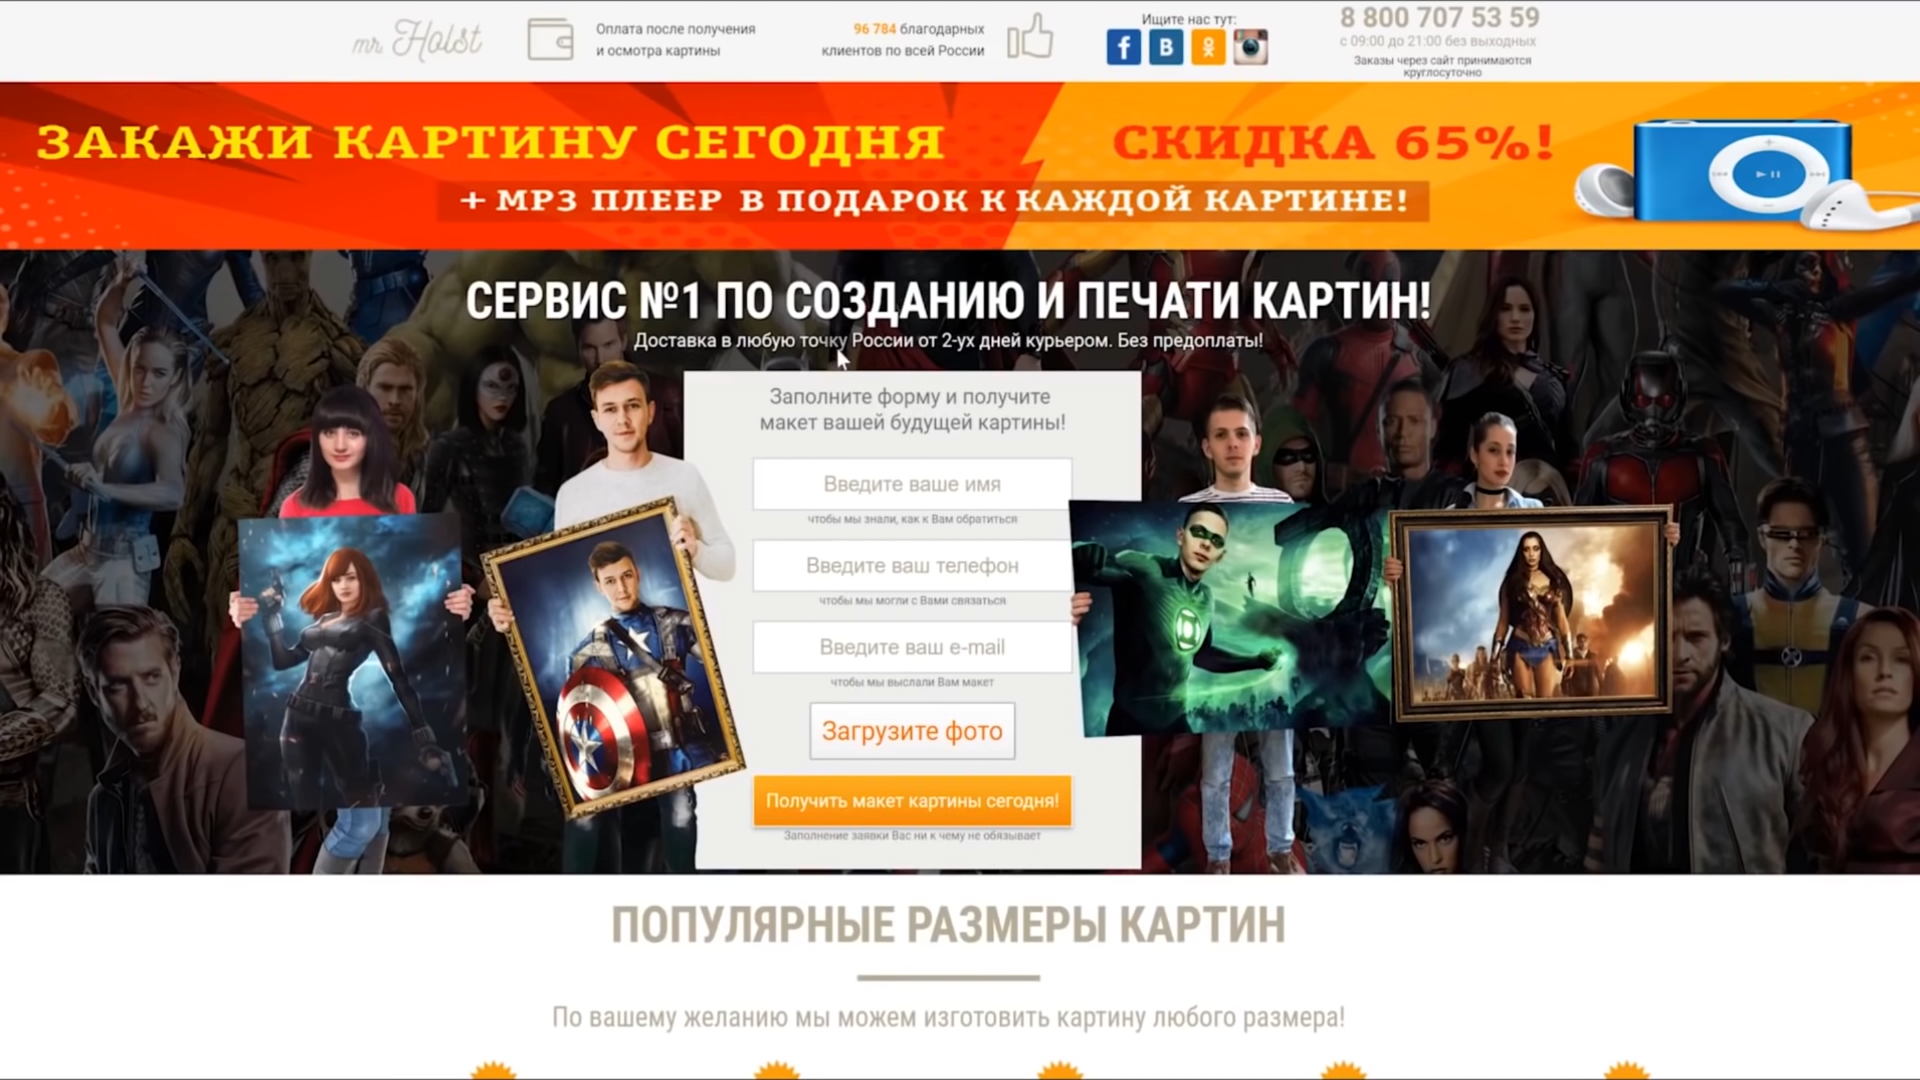 mr. Holst
Оплата после получения
и осмотра картины
96 784 благодарных
клиентов по всей России
Ищите нас тут:
8 800 707 53 59
с 09:00 до 21:00 без выходных
Заказы через сайт принимаются
круглосуточно
ЗАКАЖИ КАРТИНУ СЕГОДНЯ
СКИДКА 65%!
+ MP3 ПЛЕЕР В ПОДАРОК К КАЖДОЙ КАРТИНЕ!
СЕРВИС №1 ПО СОЗДАНИЮ И ПЕЧАТИ КАРТИН!
Доставка в любую точку России от 2-ух дней курьером. Без предоплаты!
Заполните форму и получите
макет вашей будущей картины!
Введите ваше имя
чтобы мы знали, как к Вам обратиться
Введите ваш телефон
чтобы мы могли с Вами связаться
Введите ваш e-mail
чтобы мы выслали Вам макет
Загрузите фото
Получить макет картины сегодня!
Заполнение заявки Вас ни к чему не обязывает
ПОПУЛЯРНЫЕ РАЗМЕРЫ КАРТИН
По вашему желанию мы можем изготовить картину любого размера!